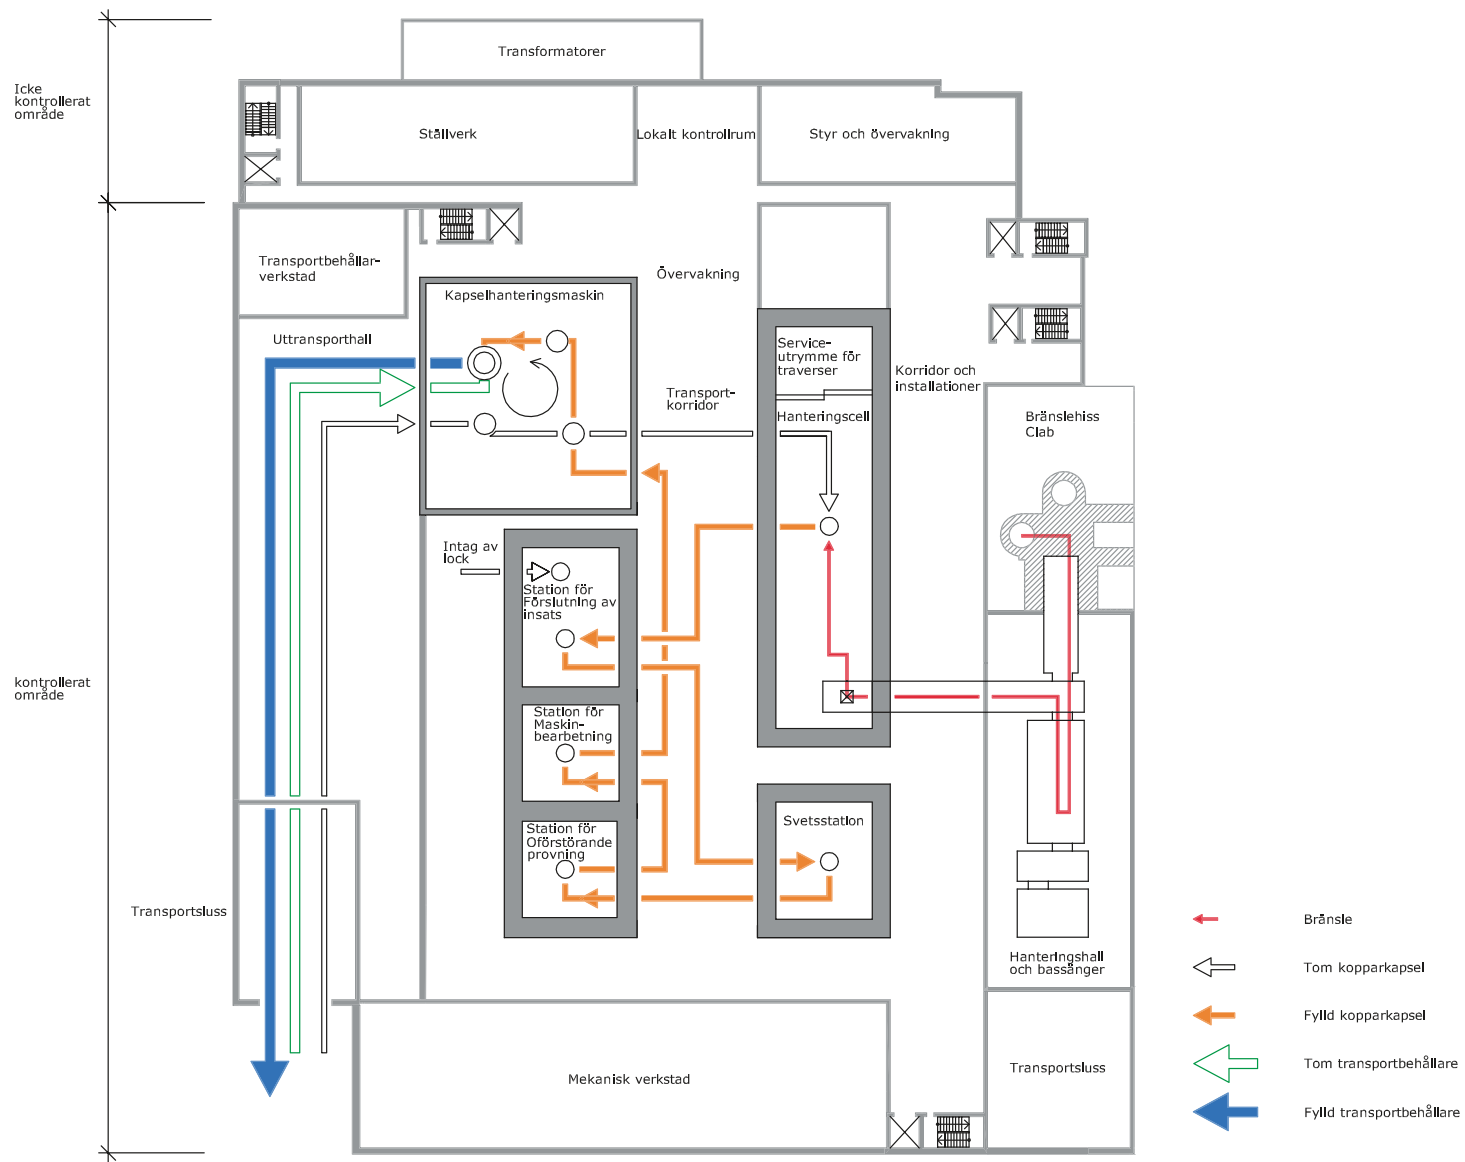 Transformatorer
Icke
kontrollerat
område
Ställverk
Lokalt kontrollrum
Styr och övervakning
Transportbehållar-
verkstad
Övervakning
Kapselhanteringsmaskin
Uttransporthall
Service-
utrymme för
traverser
Korridor och
installationer
Transport-
korridor
Hanteringscell
Bränslehiss
Clab
Intag av
lock
Station för
Förslutning av
insats
kontrollerat
område
Station för
Maskin-
bearbetning
Station för
Oförstörande
provning
Svetsstation
Transportsluss
Hanteringshall
och bassänger
Transportsluss
Mekanisk verkstad
Bränsle
Tom kopparkapsel
Fylld kopparkapsel
Tom transportbehållare
Fylld transportbehållare